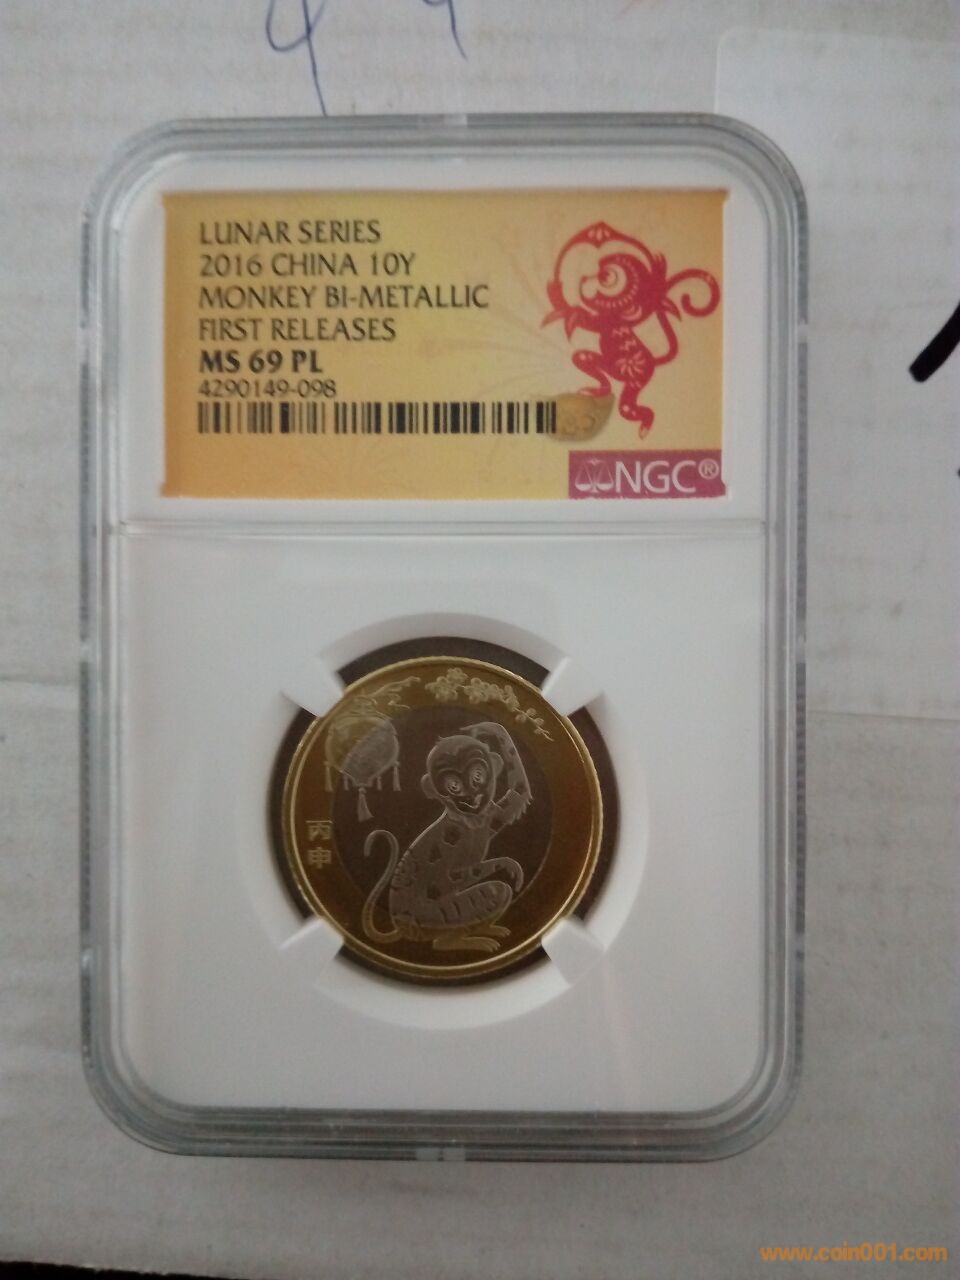 49
LUNAR SERIES
2016 CHINA 10Y
MONKEY BI-METALLIC
FIRST RELEASES
MS 69 PL
4290149-098
NGC®
丙
申
www.coin001.com